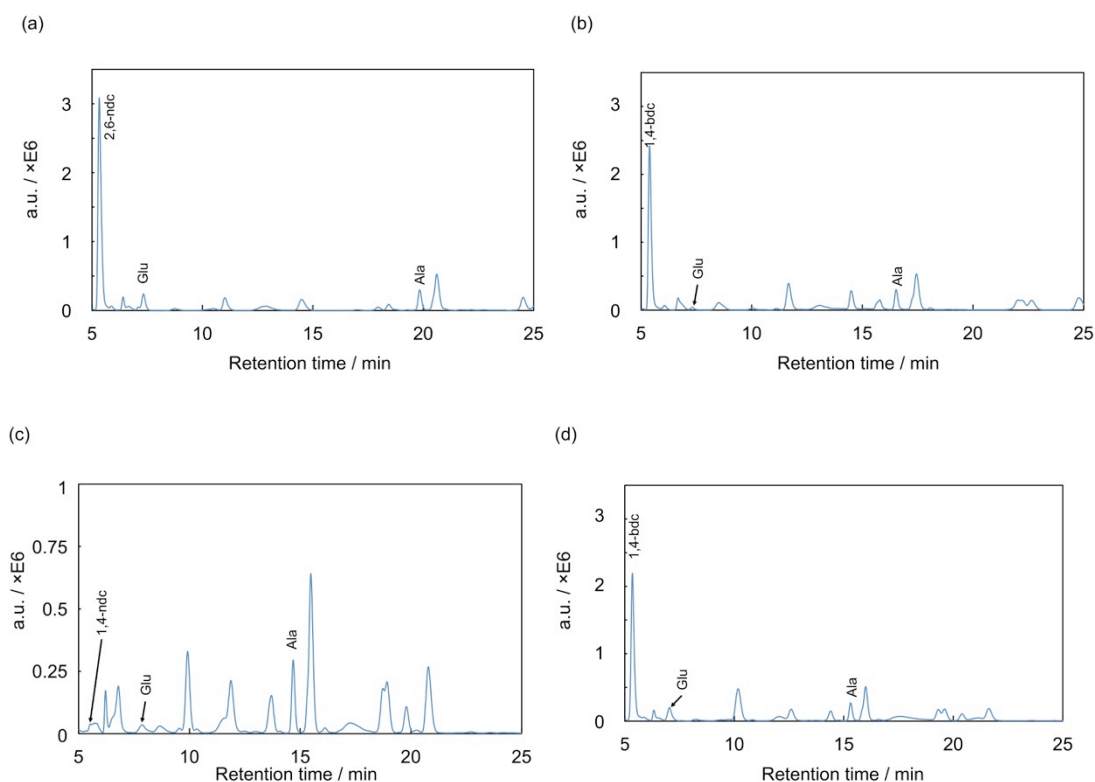 (a)
3
2
1
0
a.u. / ×E6
2,6-ndc
Glu
Ala
5 10 15 20 25
Retention time / min
(b)
3
2
1
0
a.u. / ×E6
1,4-bdc
Glu
Ala
5 10 15 20 25
Retention time / min
(c)
1
0.75
0.5
0.25
0
a.u. / ×E6
1,4-ndc
Glu
Ala
5 10 15 20 25
Retention time / min
(d)
3
2
1
0
a.u. / ×E6
1,4-bdc
Glu
Ala
5 10 15 20 25
Retention time / min